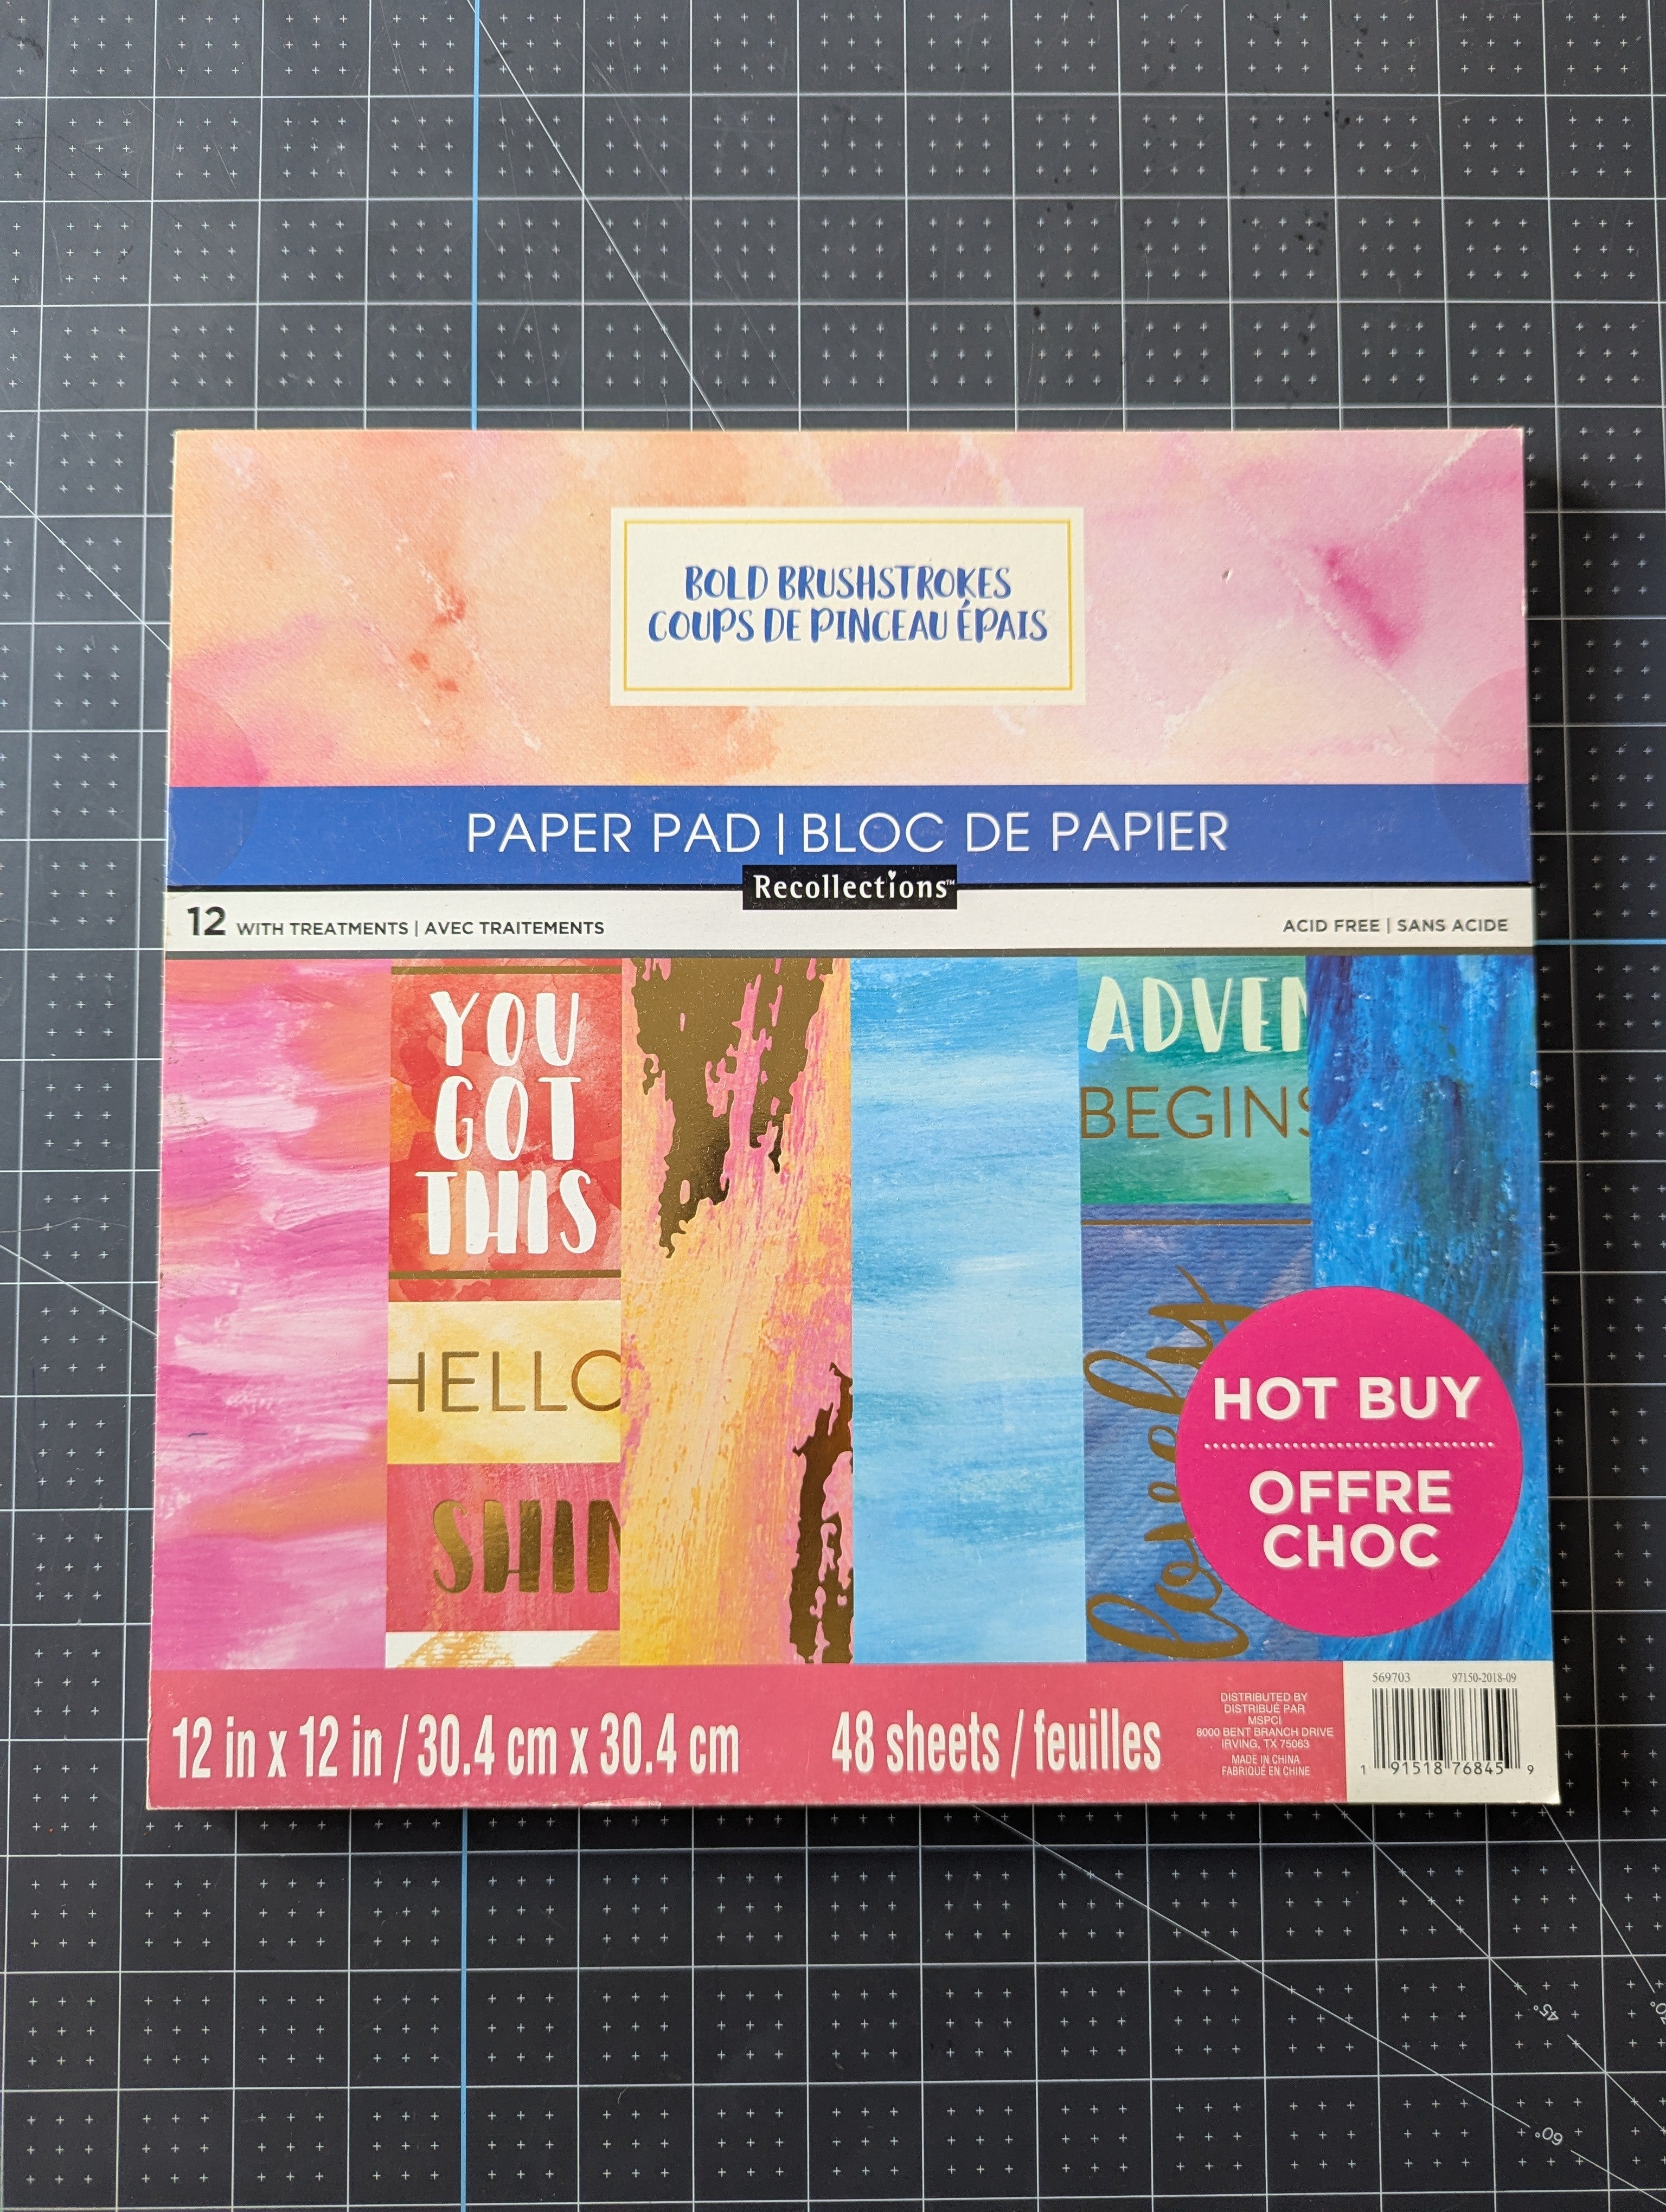 BOLD BRUSHSTROKES
COUPS DE PINCEAU ÉPAIS
PAPER PAD | BLOC DE PAPIER
Recollections™
12 WITH TREATMENTS | AVEC TRAITEMENTS
ACID FREE | SANS ACIDE
YOU
GOT
THIS
HELLO
SHIN
ADVEN
BEGINS
lovely
HOT BUY
OFFRE
CHOC
12 in x 12 in / 30.4 cm x 30.4 cm
48 sheets / feuilles
DISTRIBUTED BY
DISTRIBUÉ PAR
MSPCI
8000 BENT BRANCH DRIVE
IRVING, TX 75063
MADE IN CHINA
FABRIQUÉ EN CHINE
569703 97150-2018-09
1 91518 76845 9
45°
60°